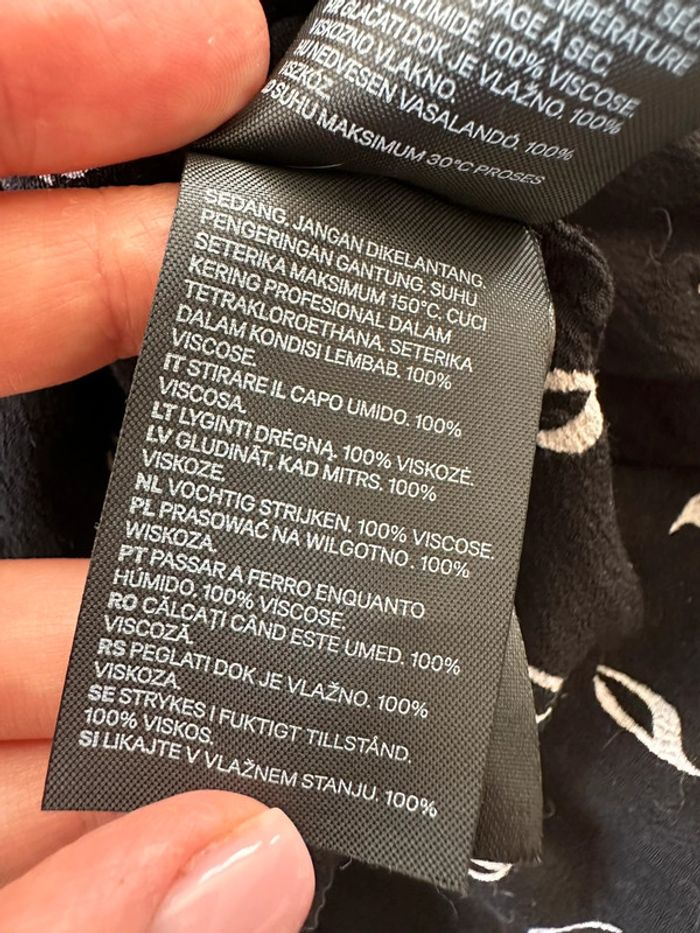 TEMPERATURE
HUMIDE. 100% VISCOSE.
GLAČATI DOK JE VLAŽNO. 100%
VISKOZNO VLAKNO.
NEDVESEN VASALANDÓ. 100%
SUHU MAKSIMUM 30°C PROSES
SEDANG. JANGAN DIKELANTANG.
PENGERINGAN GANTUNG. SUHU
SETERIKA MAKSIMUM 150°C. CUCI
KERING PROFESIONAL DALAM
TETRAKLOROETHANA. SETERIKA
DALAM KONDISI LEMBAB. 100%
VISCOSE.
IT STIRARE IL CAPO UMIDO. 100%
VISCOSA.
LT LYGINTI DRĖGNĄ. 100% VISKOZĖ.
LV GLUDINĀT, KAD MITRS. 100%
VISKOZE.
NL VOCHTIG STRIJKEN. 100% VISCOSE.
PL PRASOWAĆ NA WILGOTNO. 100%
WISKOZA.
PT PASSAR A FERRO ENQUANTO
HÚMIDO. 100% VISCOSE.
RO CĂLCAȚI CÂND ESTE UMED. 100%
VISCOZĂ.
RS PEGLATI DOK JE VLAŽNO. 100%
VISKOZA.
SE STRYKES I FUKTIGT TILLSTÅND.
100% VISKOS.
SI LIKAJTE V VLAŽNEM STANJU. 100%